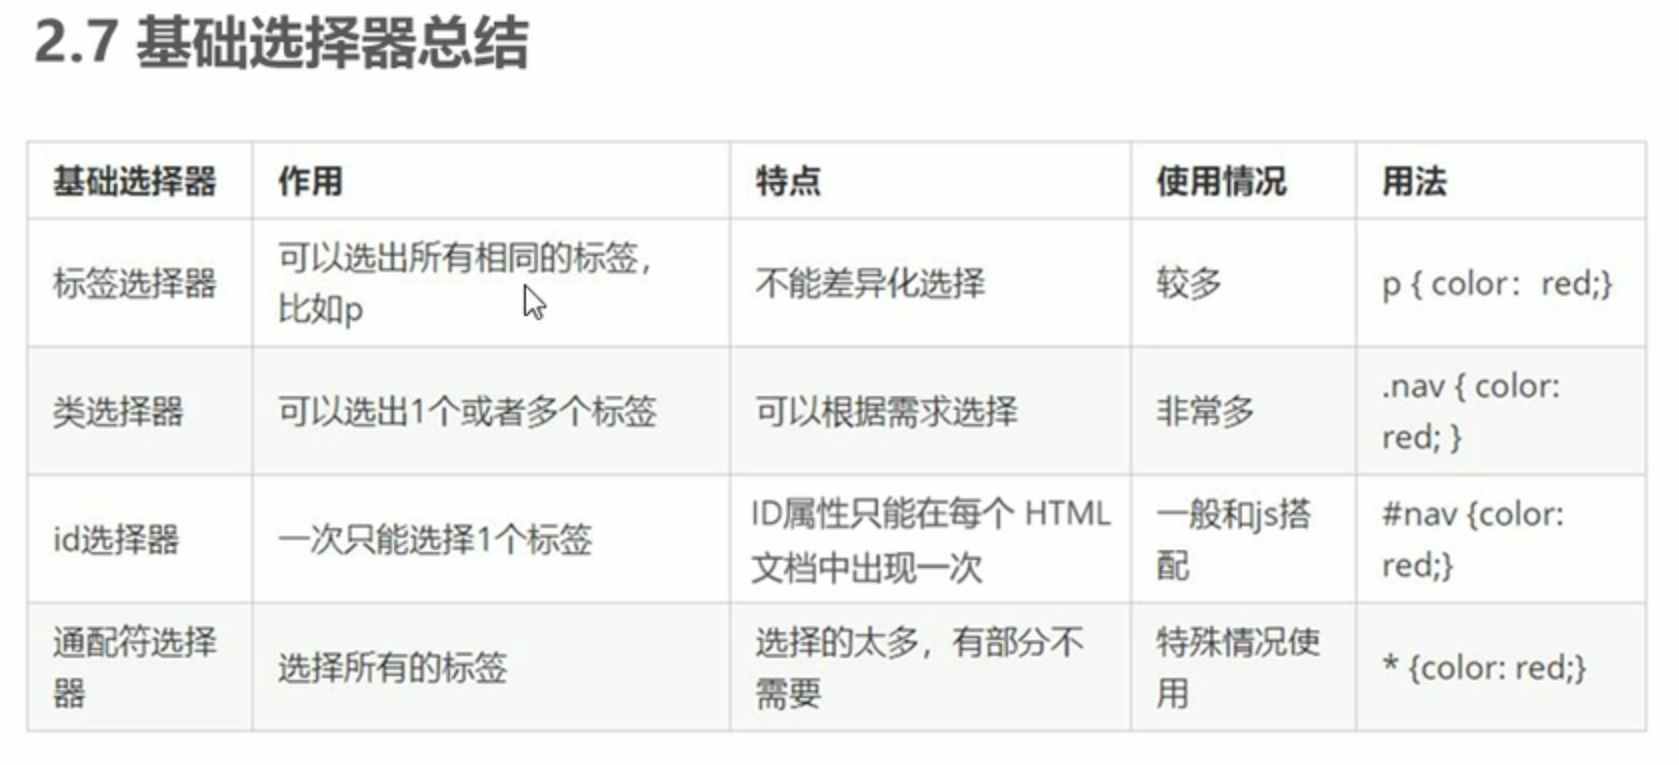 2.7 基础选择器总结
基础选择器
作用
特点
使用情况
用法
标签选择器
可以选出所有相同的标签，
比如p
不能差异化选择
较多
p { color：red;}
类选择器
可以选出1个或者多个标签
可以根据需求选择
非常多
.nav { color:
red; }
id选择器
一次只能选择1个标签
ID属性只能在每个 HTML
文档中出现一次
一般和js搭
配
#nav {color:
red;}
通配符选择
器
选择所有的标签
选择的太多，有部分不
需要
特殊情况使
用
* {color: red;}